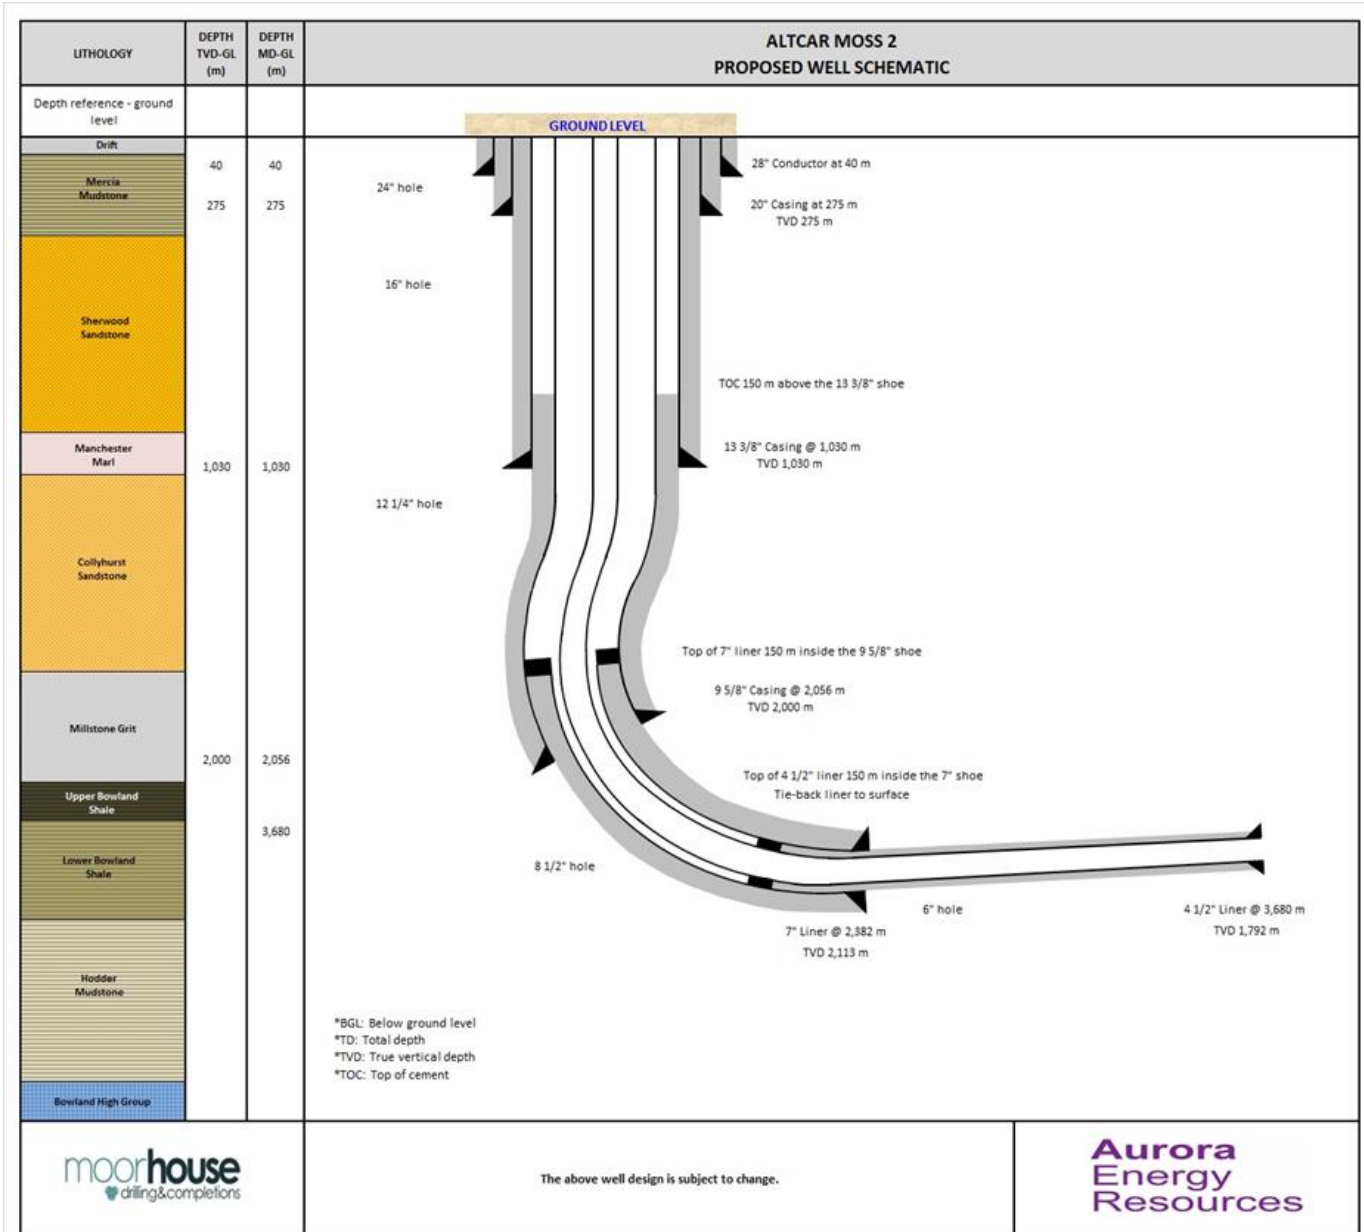 LITHOLOGY
DEPTH
TVD-GL
(m)
DEPTH
MD-GL
(m)
ALTCAR MOSS 2
PROPOSED WELL SCHEMATIC
Depth reference - ground
level
GROUND LEVEL
Drift
Mercia
Mudstone
40
40
275
275
24" hole
28" Conductor at 40 m
20" Casing at 275 m
TVD 275 m
16" hole
Sherwood
Sandstone
TOC 150 m above the 13 3/8" shoe
Manchester
Marl
1,030
1,030
13 3/8" Casing @ 1,030 m
TVD 1,030 m
12 1/4" hole
Collyhurst
Sandstone
Top of 7" liner 150 m inside the 9 5/8" shoe
9 5/8" Casing @ 2,056 m
TVD 2,000 m
Millstone Grit
2,000
2,056
Top of 4 1/2" liner 150 m inside the 7" shoe
Tie-back liner to surface
Upper Bowland
Shale
3,680
Lower Bowland
Shale
8 1/2" hole
6" hole
4 1/2" Liner @ 3,680 m
TVD 1,792 m
7" Liner @ 2,382 m
TVD 2,113 m
Hodder
Mudstone
*BGL: Below ground level
*TD: Total depth
*TVD: True vertical depth
*TOC: Top of cement
Bowland High Group
moorhouse
drilling&completions
The above well design is subject to change.
Aurora
Energy
Resources